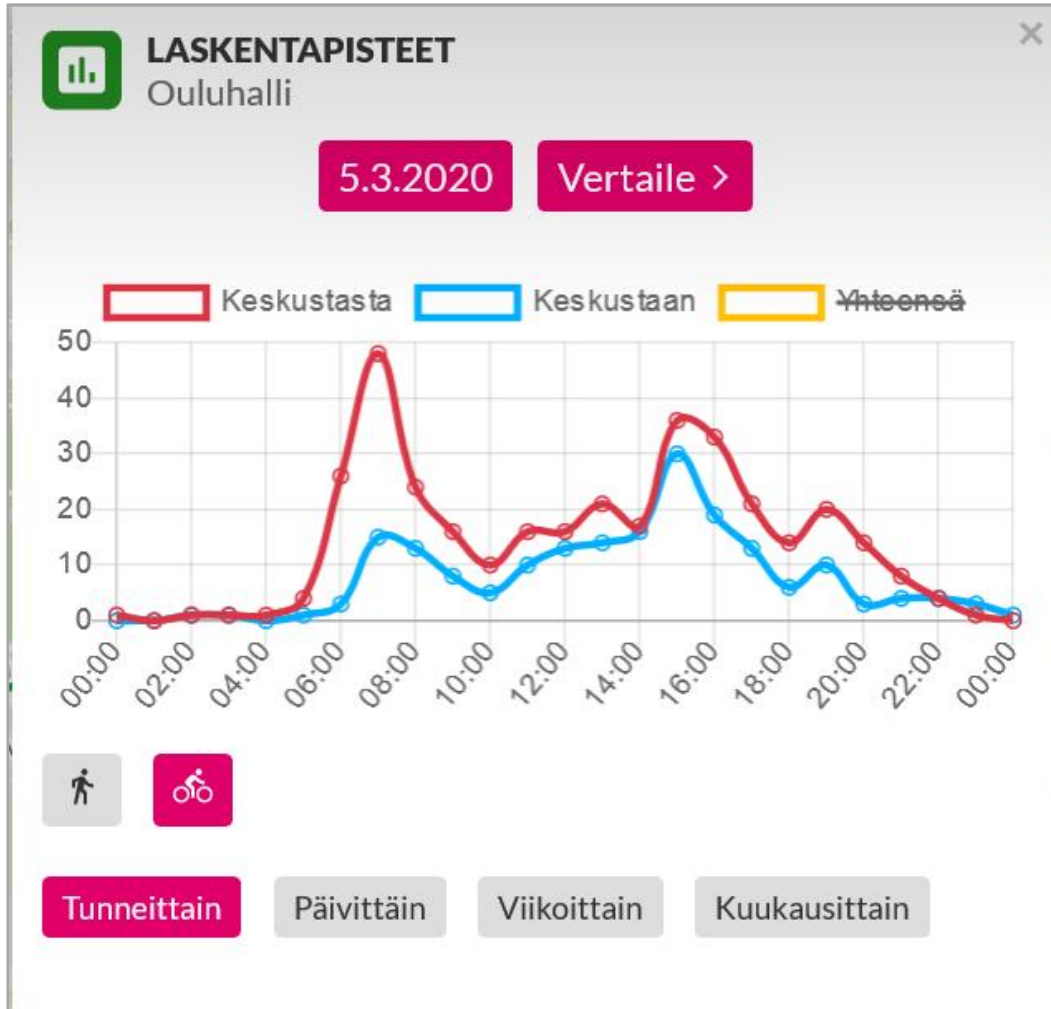 LASKENTAPISTEET
Ouluhalli
×
5.3.2020 Vertaile >
Keskustasta Keskustaan Yhteensä
50
40
30
20
10
0
00:00 02:00 04:00 06:00 08:00 10:00 12:00 14:00 16:00 18:00 20:00 22:00 00:00
Tunneittain Päivittäin Viikoittain Kuukausittain